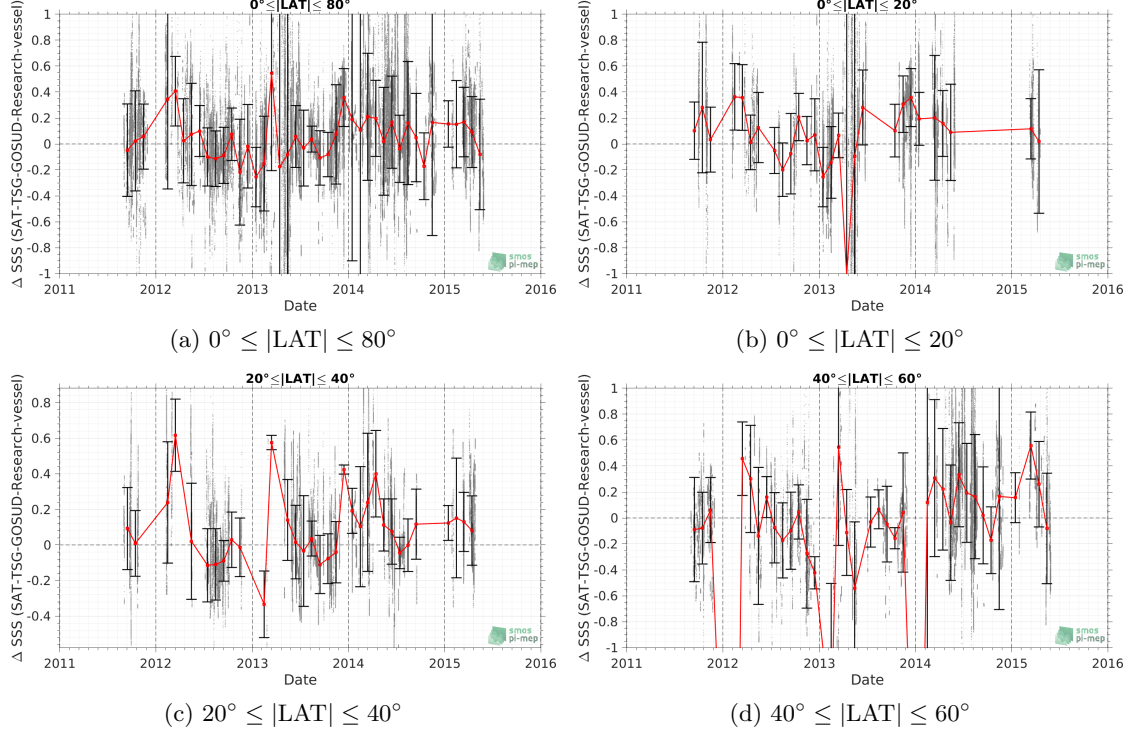 0°≤|LAT|≤ 80°
Δ SSS (SAT-TSG-GOSUD-Research-vessel)
1
0.8
0.6
0.4
0.2
0
-0.2
-0.4
-0.6
-0.8
-1
2011 2012 2013 2014 2015 2016
Date
smos
pi-mep
(a) 0° ≤ |LAT| ≤ 80°
0°≤|LAT|≤ 20°
Δ SSS (SAT-TSG-GOSUD-Research-vessel)
1
0.8
0.6
0.4
0.2
0
-0.2
-0.4
-0.6
-0.8
-1
2011 2012 2013 2014 2015 2016
Date
smos
pi-mep
(b) 0° ≤ |LAT| ≤ 20°
20°≤|LAT|≤ 40°
Δ SSS (SAT-TSG-GOSUD-Research-vessel)
0.8
0.6
0.4
0.2
0
-0.2
-0.4
2011 2012 2013 2014 2015 2016
Date
smos
pi-mep
(c) 20° ≤ |LAT| ≤ 40°
40°≤|LAT|≤ 60°
Δ SSS (SAT-TSG-GOSUD-Research-vessel)
1
0.8
0.6
0.4
0.2
0
-0.2
-0.4
-0.6
-0.8
-1
2011 2012 2013 2014 2015 2016
Date
smos
pi-mep
(d) 40° ≤ |LAT| ≤ 60°